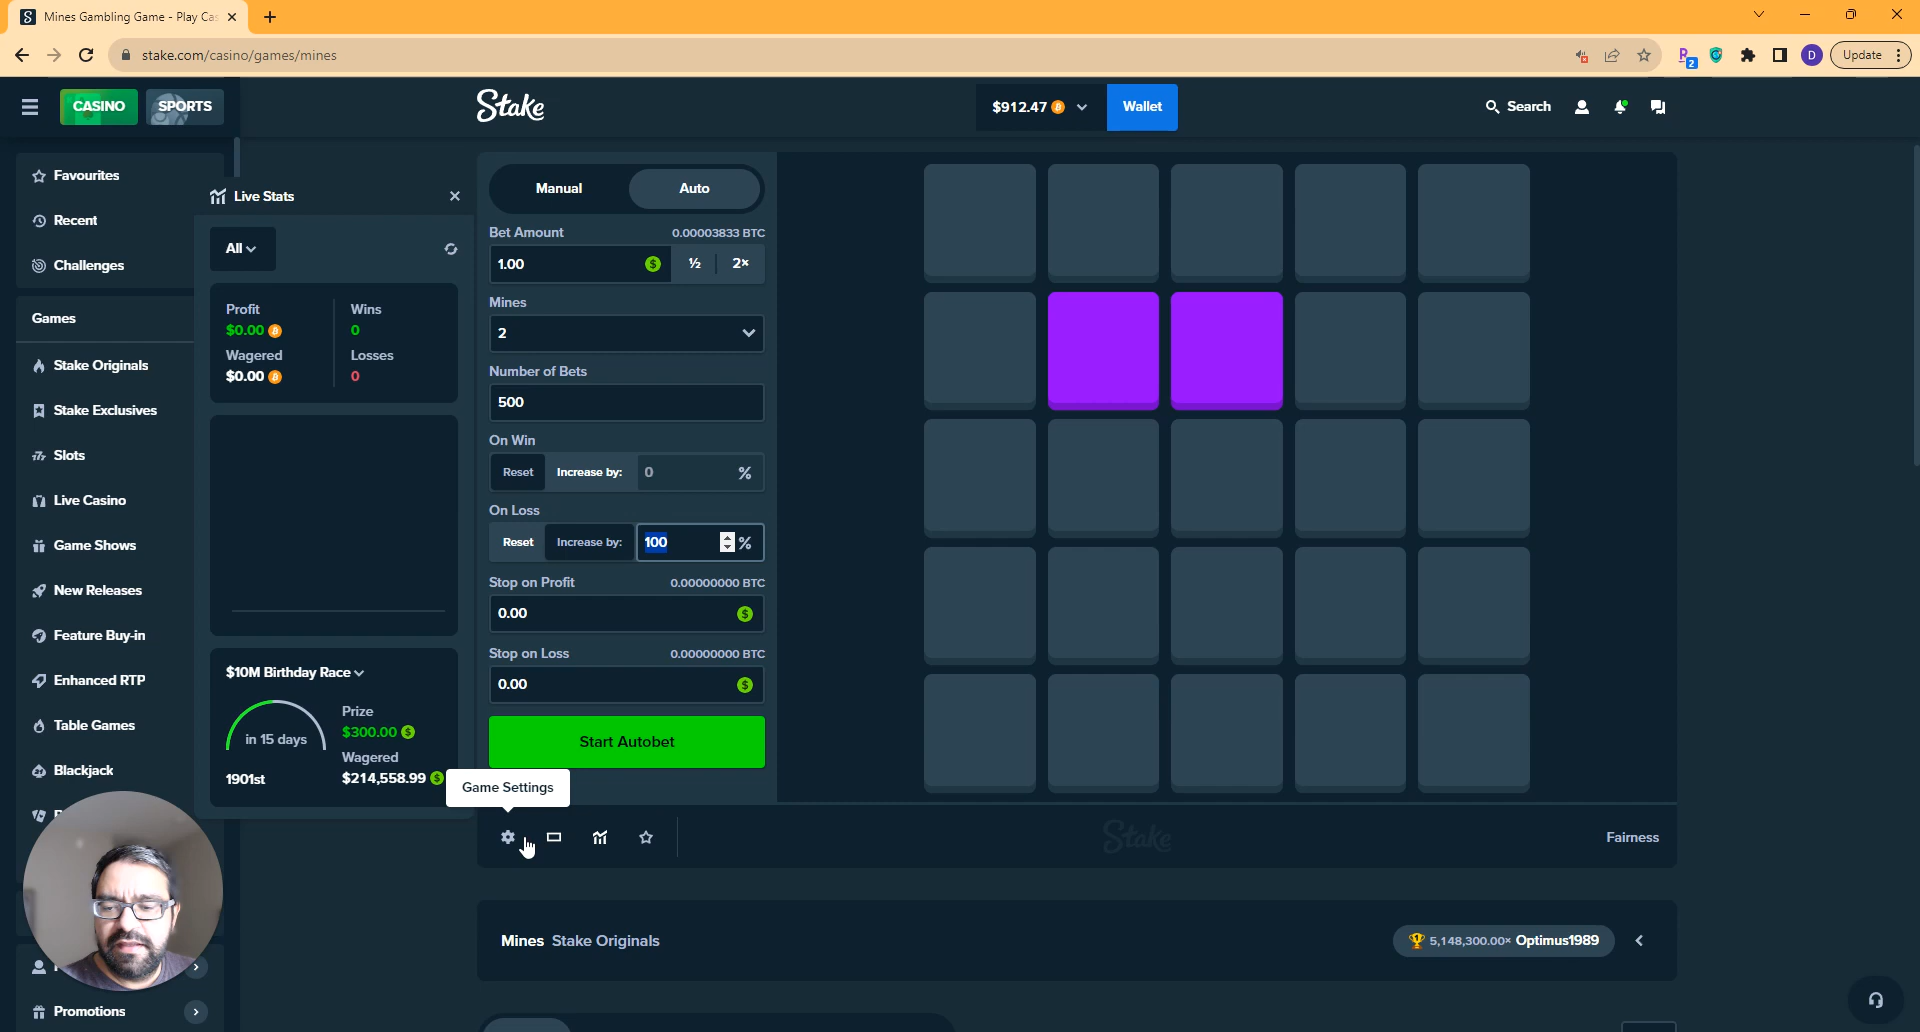 Mines Gambling Game - Play Cas
stake.com/casino/games/mines
2
D
Update
CASINO
SPORTS
Stake
$912.47
Wallet
Search
Favourites
Recent
Challenges
Games
Stake Originals
Stake Exclusives
Slots
Live Casino
Game Shows
New Releases
Feature Buy-in
Enhanced RTP
Table Games
Blackjack
Promotions
Live Stats
All
Profit
$0.00
Wins
0
Wagered
$0.00
Losses
0
$10M Birthday Race
in 15 days
1901st
Prize
$300.00
Wagered
$214,558.99
Manual
Auto
Bet Amount
0.00003833 BTC
1.00
½
2×
Mines
2
Number of Bets
500
On Win
Reset
Increase by:
0
%
On Loss
Reset
Increase by:
100
%
Stop on Profit
0.00000000 BTC
0.00
Stop on Loss
0.00000000 BTC
0.00
Start Autobet
Game Settings
Stake
Fairness
Mines Stake Originals
5,148,300.00× Optimus1989